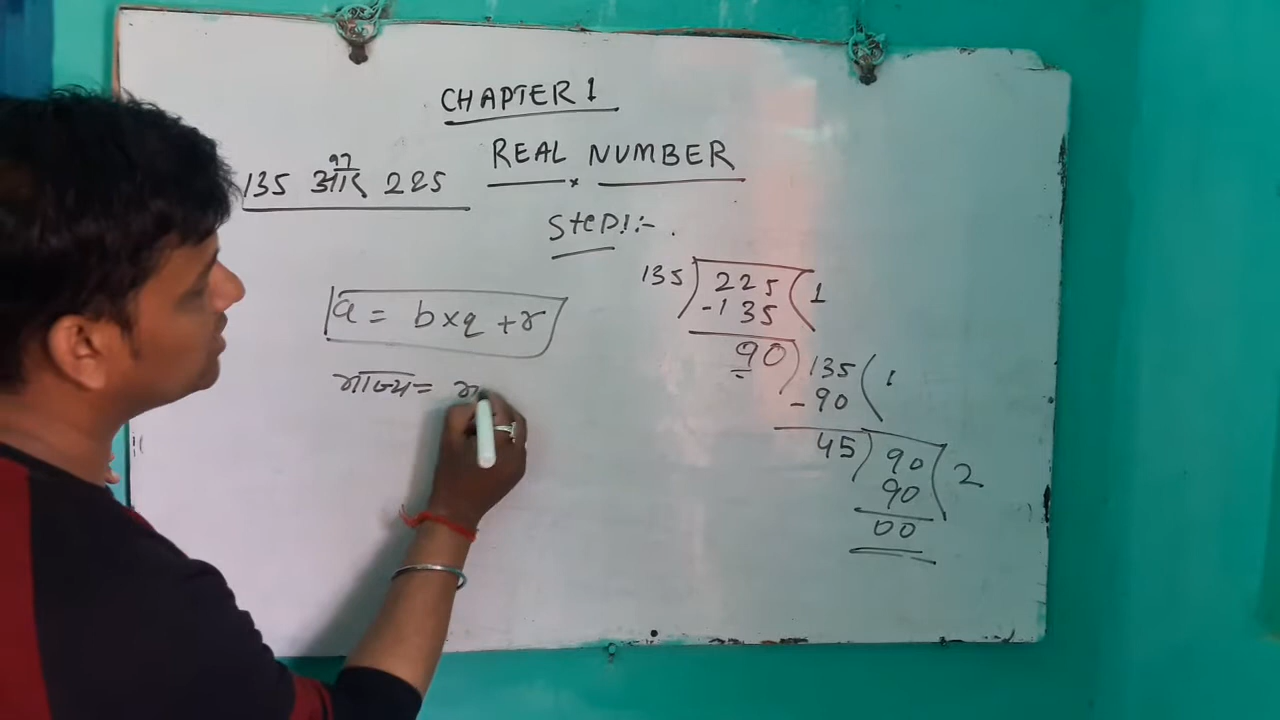 CHAPTER 1
REAL NUMBER
135 और 225
Step1:-
a = b×q + r
भाज्य =
135) 225 (1
-135
90) 135 (1
-90
45) 90 (2
90
00